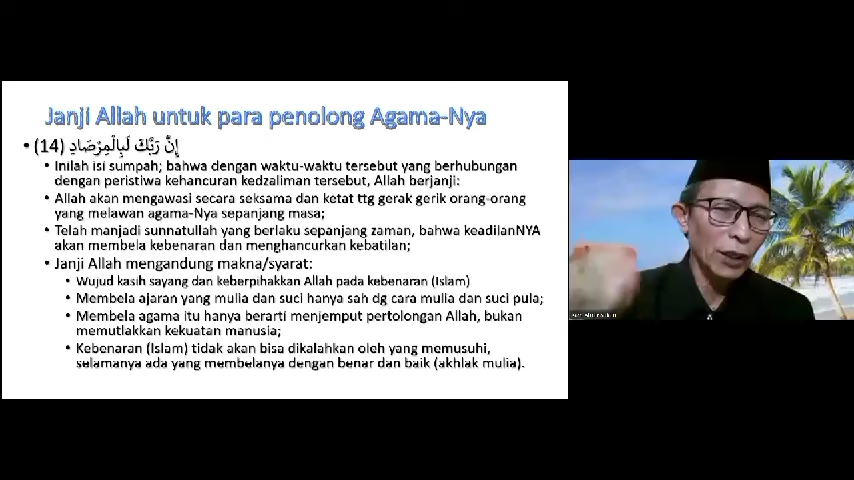 Janji Allah untuk para penolong Agama-Nya
• إِنَّ رَبَّكَ لَبِالْمِرْصَادِ (14)
• Inilah isi sumpah; bahwa dengan waktu-waktu tersebut yang berhubungan
dengan peristiwa kehancuran kedzaliman tersebut, Allah berjanji:
• Allah akan mengawasi secara seksama dan ketat ttg gerak gerik orang-orang
yang melawan agama-Nya sepanjang masa;
• Telah manjadi sunnatullah yang berlaku sepanjang zaman, bahwa keadilanNYA
akan membela kebenaran dan menghancurkan kebatilan;
• Janji Allah mengandung makna/syarat:
• Wujud kasih sayang dan keberpihakkan Allah pada kebenaran (Islam)
• Membela ajaran yang mulia dan suci hanya sah dg cara mulia dan suci pula;
• Membela agama itu hanya berarti menjemput pertolongan Allah, bukan
memutlakkan kekuatan manusia;
• Kebenaran (Islam) tidak akan bisa dikalahkan oleh yang memusuhi,
selamanya ada yang membelanya dengan benar dan baik (akhlak mulia).